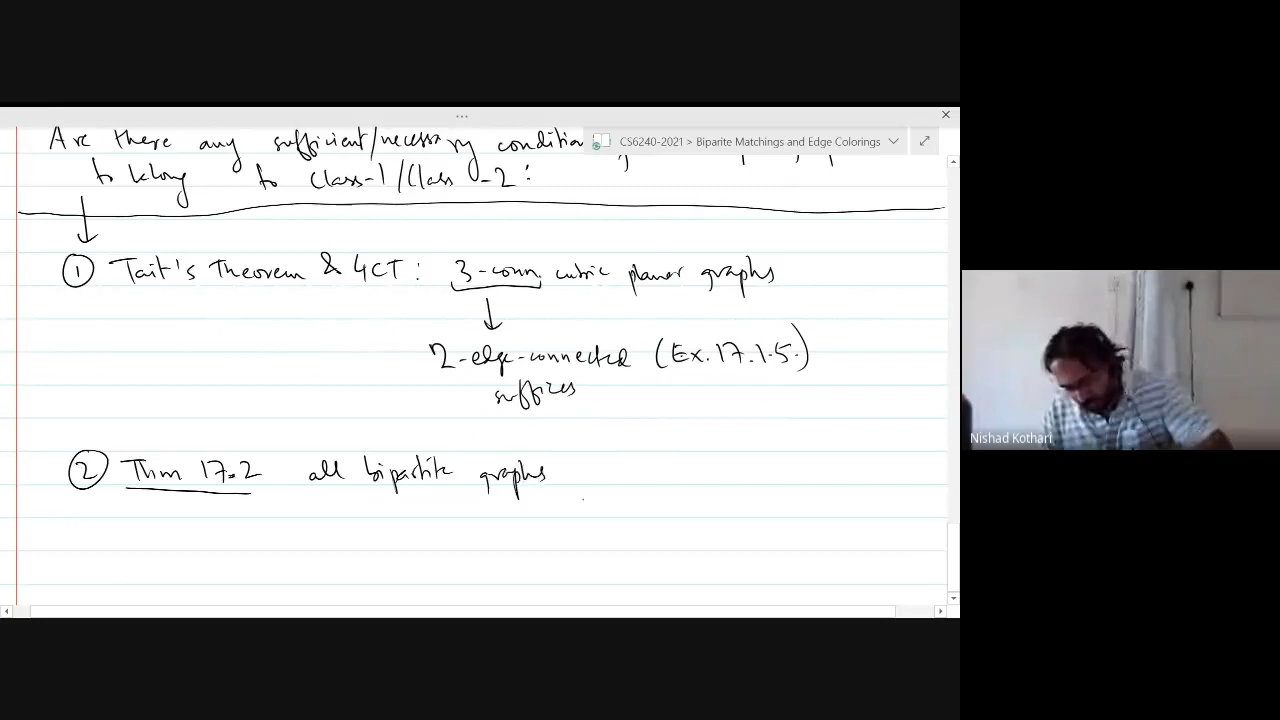 Are there any sufficient/necessary condition
CS6240-2021 > Biparite Matchings and Edge Colorings
to belong to Class-1/Class-2?
① Tait's Theorem & 4CT: 3-conn. cubic planar graphs
2-edge-connected (Ex. 17.1.5.)
suffices
② Thm 17.2 all bipartite graphs
Nishad Kothari